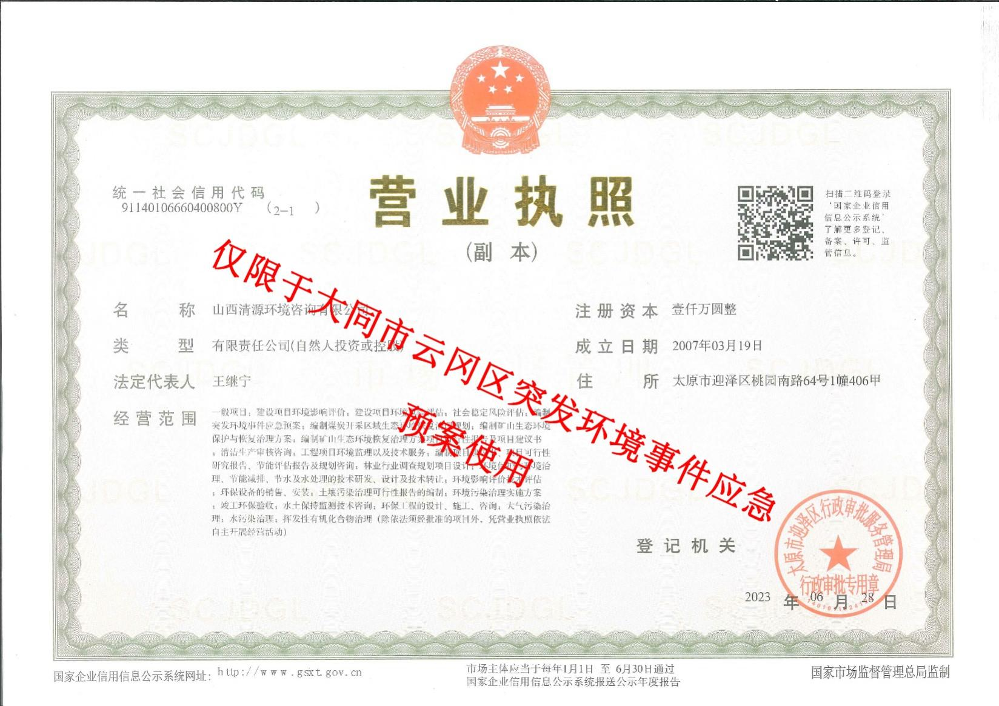 统一社会信用代码
91140106660400800Y （2-1 ）
营业执照
(副 本)
扫描二维码登录
‘国家企业信用
信息公示系统’
了解更多登记、
备案、许可、监
管信息。
仅限于大同市云冈区突发环境事件应急
预案使用
名 称 山西清源环境咨询有限公司
类 型 有限责任公司(自然人投资或控股)
法定代表人 王继宁
经营范围 一般项目：建设项目环境影响评价；建设项目环境风险评估；社会稳定风险评估；编制
突发环境事件应急预案；编制煤炭开采区域生态环境恢复治理规划；编制矿山生态环境
保护与恢复治理方案；编制矿山生态环境恢复治理方案项目可行性报告及项目建议书
；清洁生产审核咨询；工程项目环境监理以及技术服务；编制项目 、项目可行性
研究报告、节能评估报告及规划咨询；林业行业调查规划项目设计；环境 环境治
理、节能减排、节水及水处理的技术研发、设计及技术转让；环境影响评价技术评估
；环保设备的销售、安装；土壤污染治理可行性报告的编制；环境污染治理实施方案
；竣工环保验收；水土保持监测技术咨询；环保工程的设计、施工、咨询；大气污染治
理；水污染治理；挥发性有机化合物治理（除依法须经批准的项目外，凭营业执照依法
自主开展经营活动）
注册资本 壹仟万圆整
成立日期 2007年03月19日
住 所 太原市迎泽区桃园南路64号1幢406甲
登记机关
太原市迎泽区行政审批服务管理局
行政审批专用章
2023 年 06 月 28 日
国家企业信用信息公示系统网址：http://www.gsxt.gov.cn
市场主体应当于每年1月1日 至 6月30日通过
国家企业信用信息公示系统报送公示年度报告
国家市场监督管理总局监制